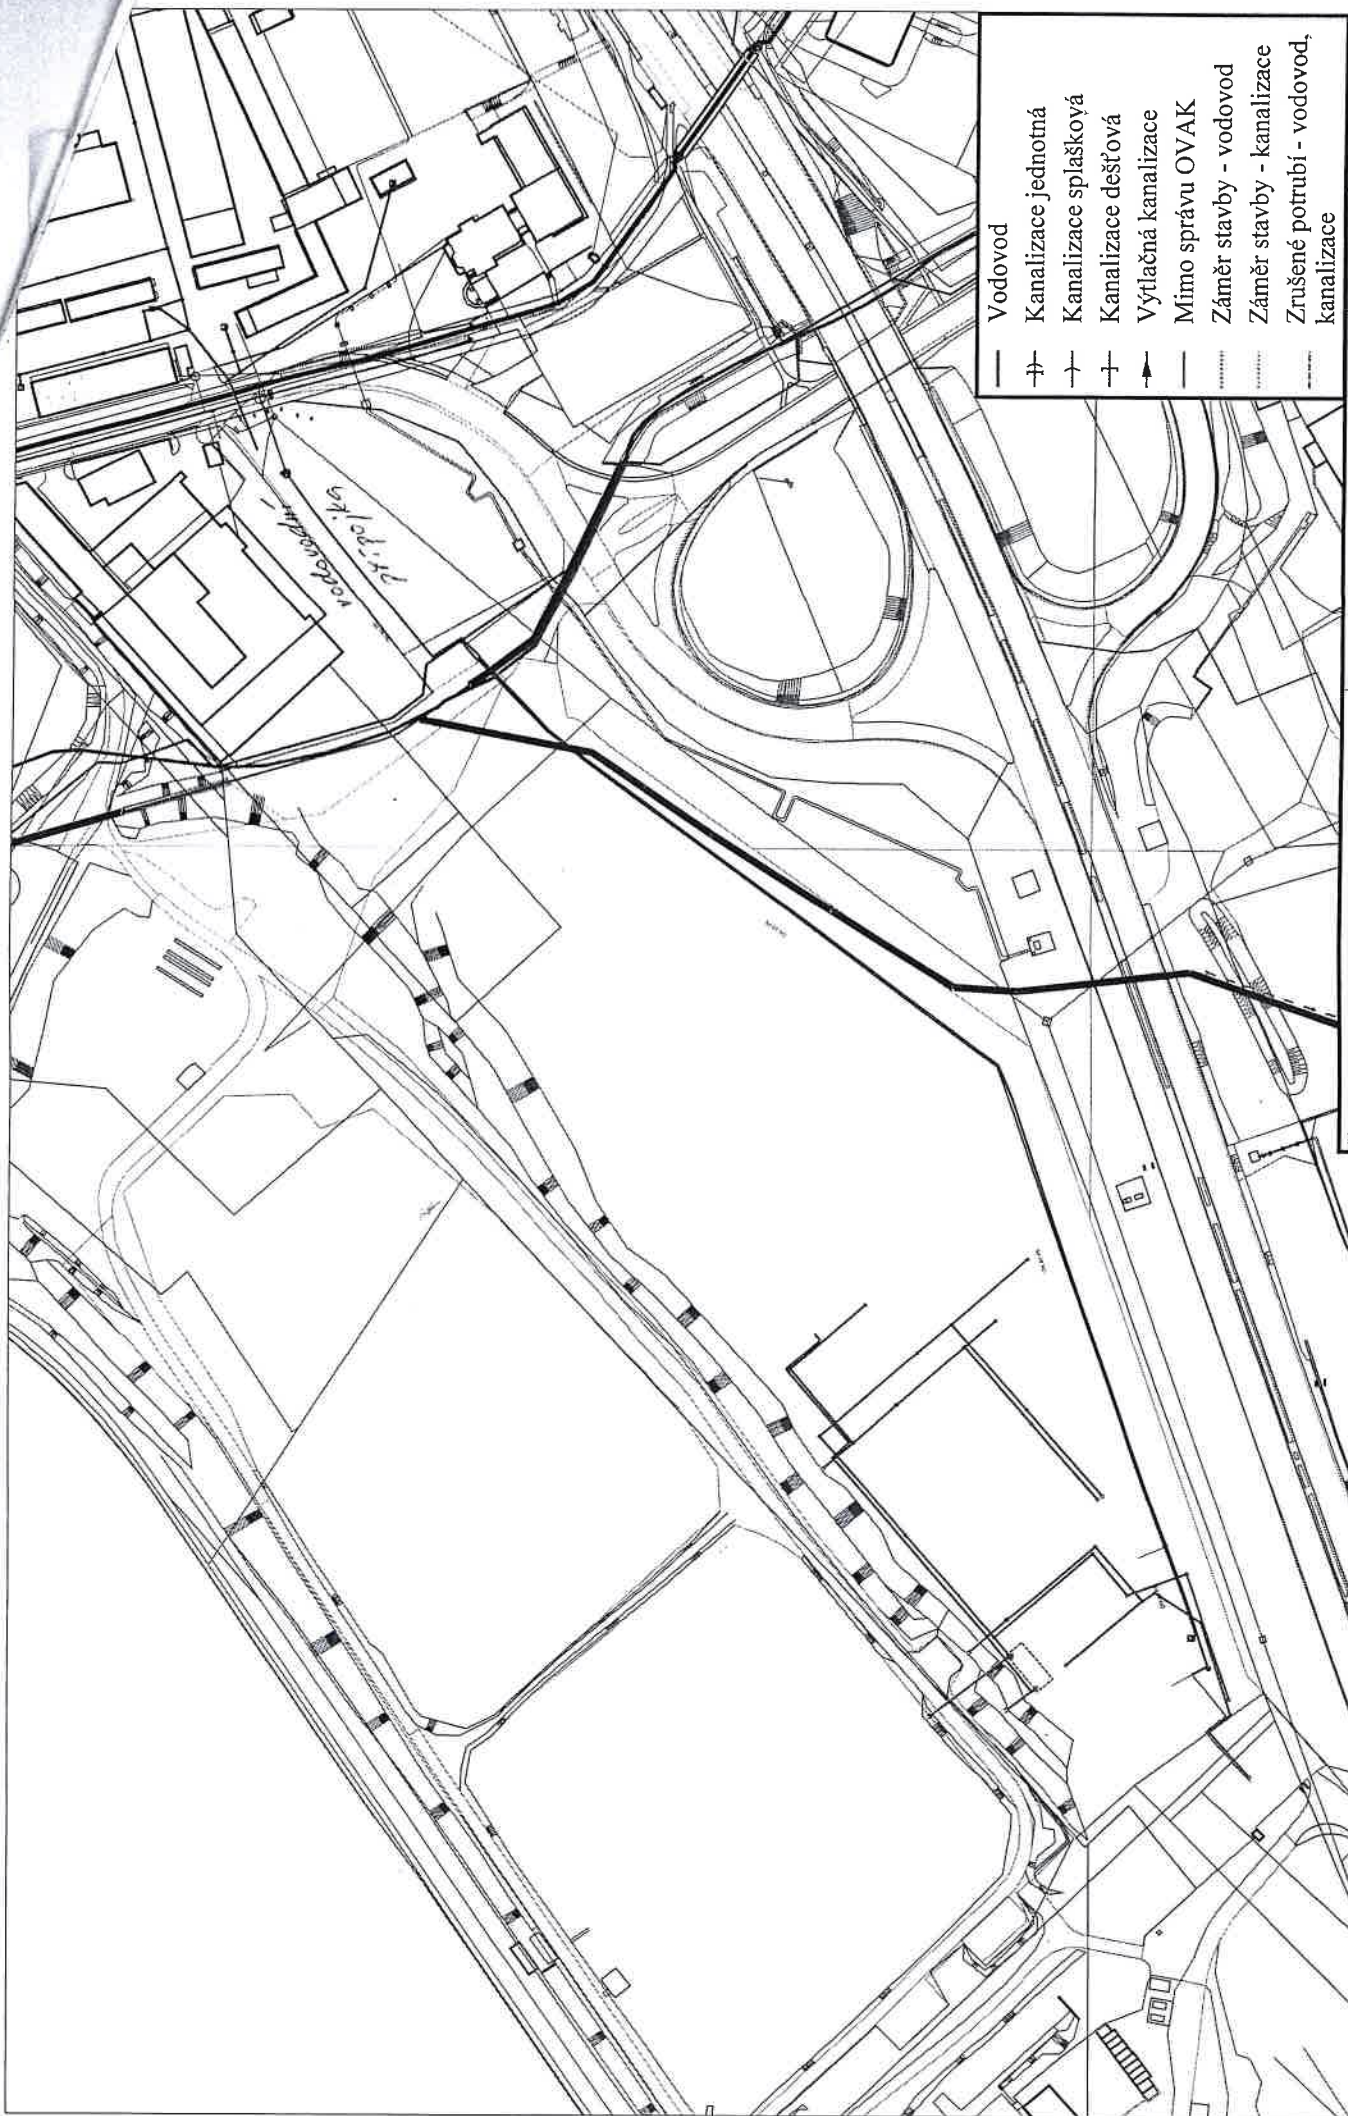 Vodovod
Kanalizace jednotná
Kanalizace splašková
Kanalizace dešťová
Výtlačná kanalizace
Mimo správu OVAK
Záměr stavby - vodovod
Záměr stavby - kanalizace
Zrušené potrubí - vodovod,
kanalizace
vodovodní
přípojka